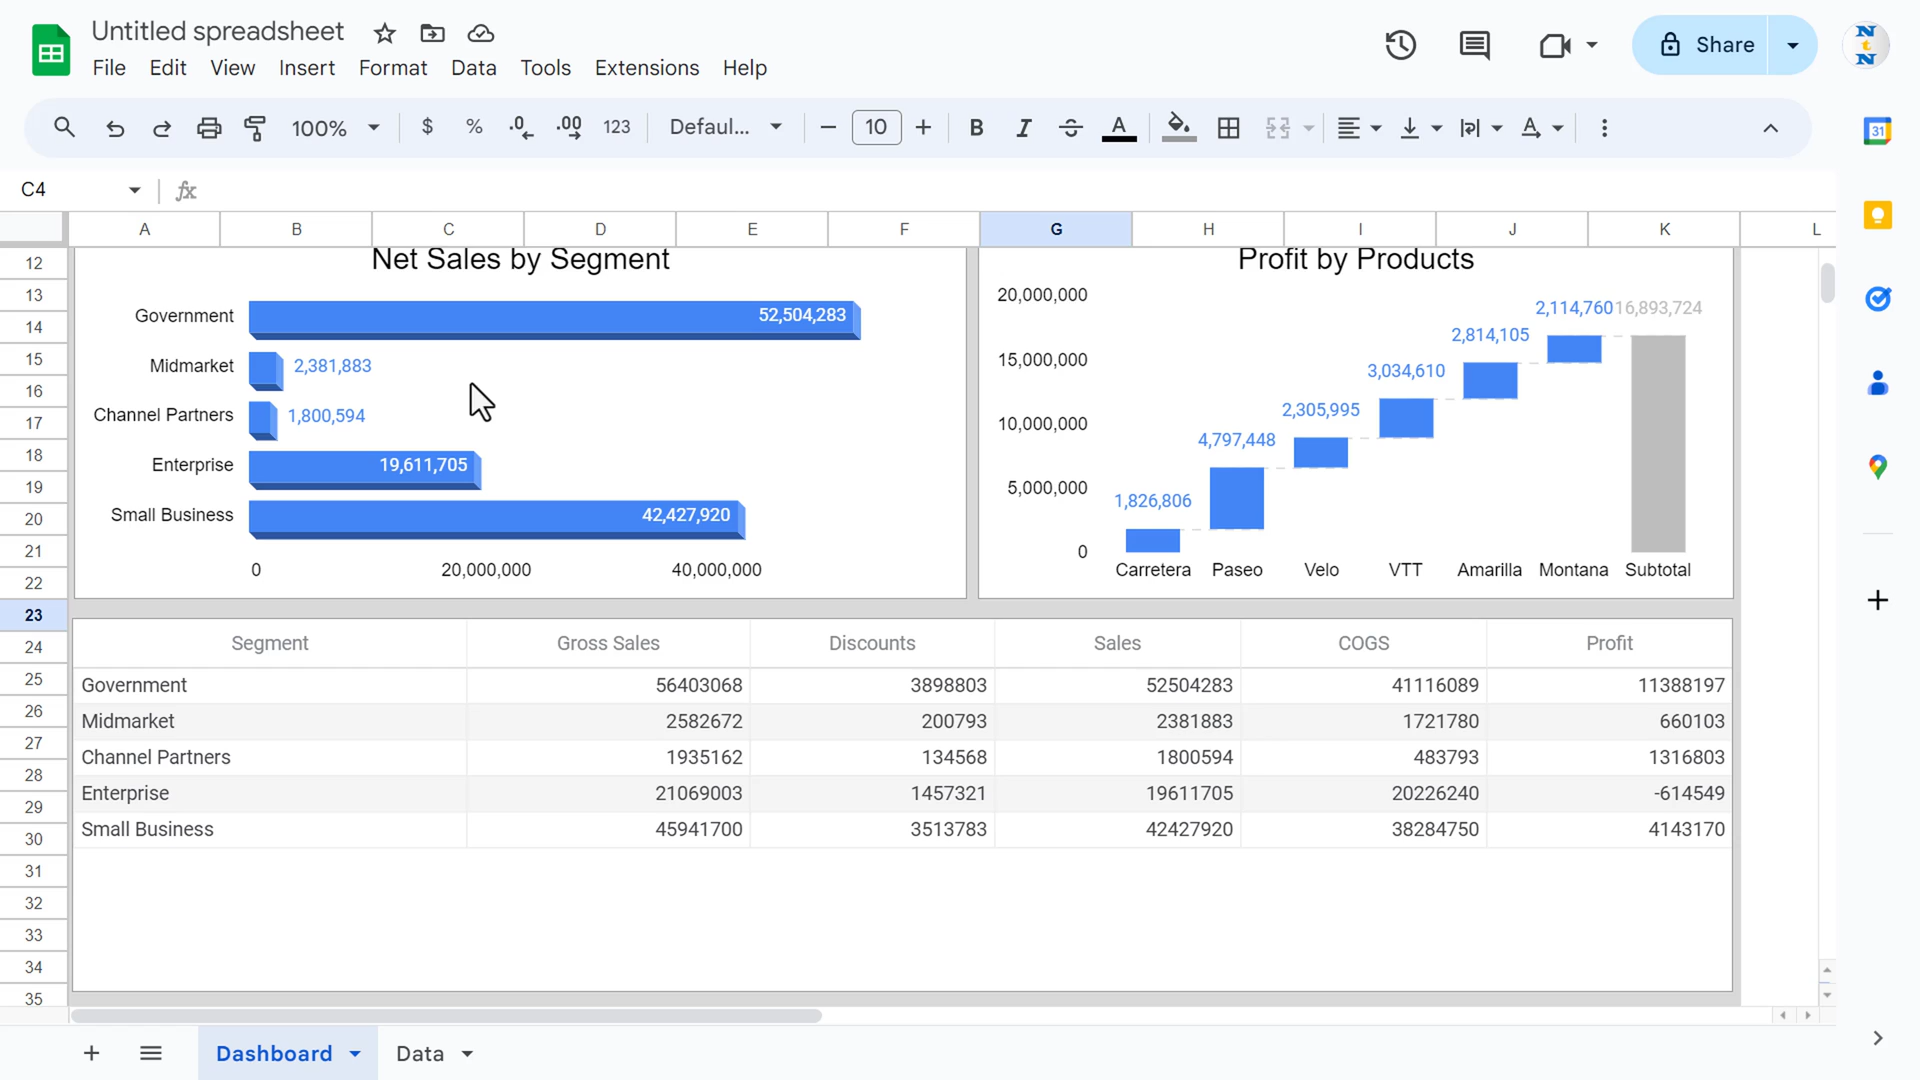 Untitled spreadsheet
File Edit View Insert Format Data Tools Extensions Help
Share
N
t
N
100% $ % .0 .00 123 Defaul... 10 B I A A
31
C4 fx
A B C D E F G H I J K L
12
13
14
15
16
17
18
19
20
21
22
23
24
25
26
27
28
29
30
31
32
33
34
35
Net Sales by Segment
Government 52,504,283
Midmarket 2,381,883
Channel Partners 1,800,594
Enterprise 19,611,705
Small Business 42,427,920
0 20,000,000 40,000,000
Profit by Products
20,000,000
15,000,000
10,000,000
5,000,000
0
1,826,806 4,797,448 2,305,995 3,034,610 2,814,105 2,114,760 16,893,724
Carretera Paseo Velo VTT Amarilla Montana Subtotal
Segment Gross Sales Discounts Sales COGS Profit
Government 56403068 3898803 52504283 41116089 11388197
Midmarket 2582672 200793 2381883 1721780 660103
Channel Partners 1935162 134568 1800594 483793 1316803
Enterprise 21069003 1457321 19611705 20226240 -614549
Small Business 45941700 3513783 42427920 38284750 4143170
Dashboard Data